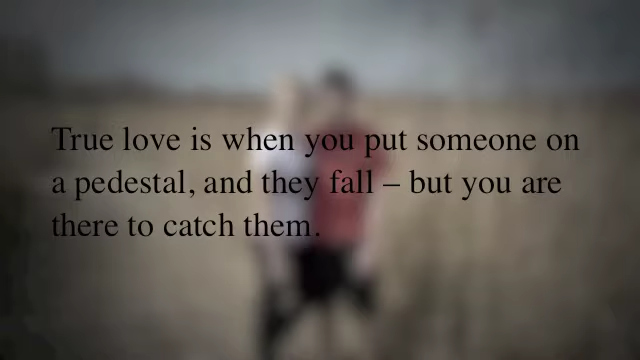 True love is when you put someone on
a pedestal, and they fall – but you are
there to catch them.